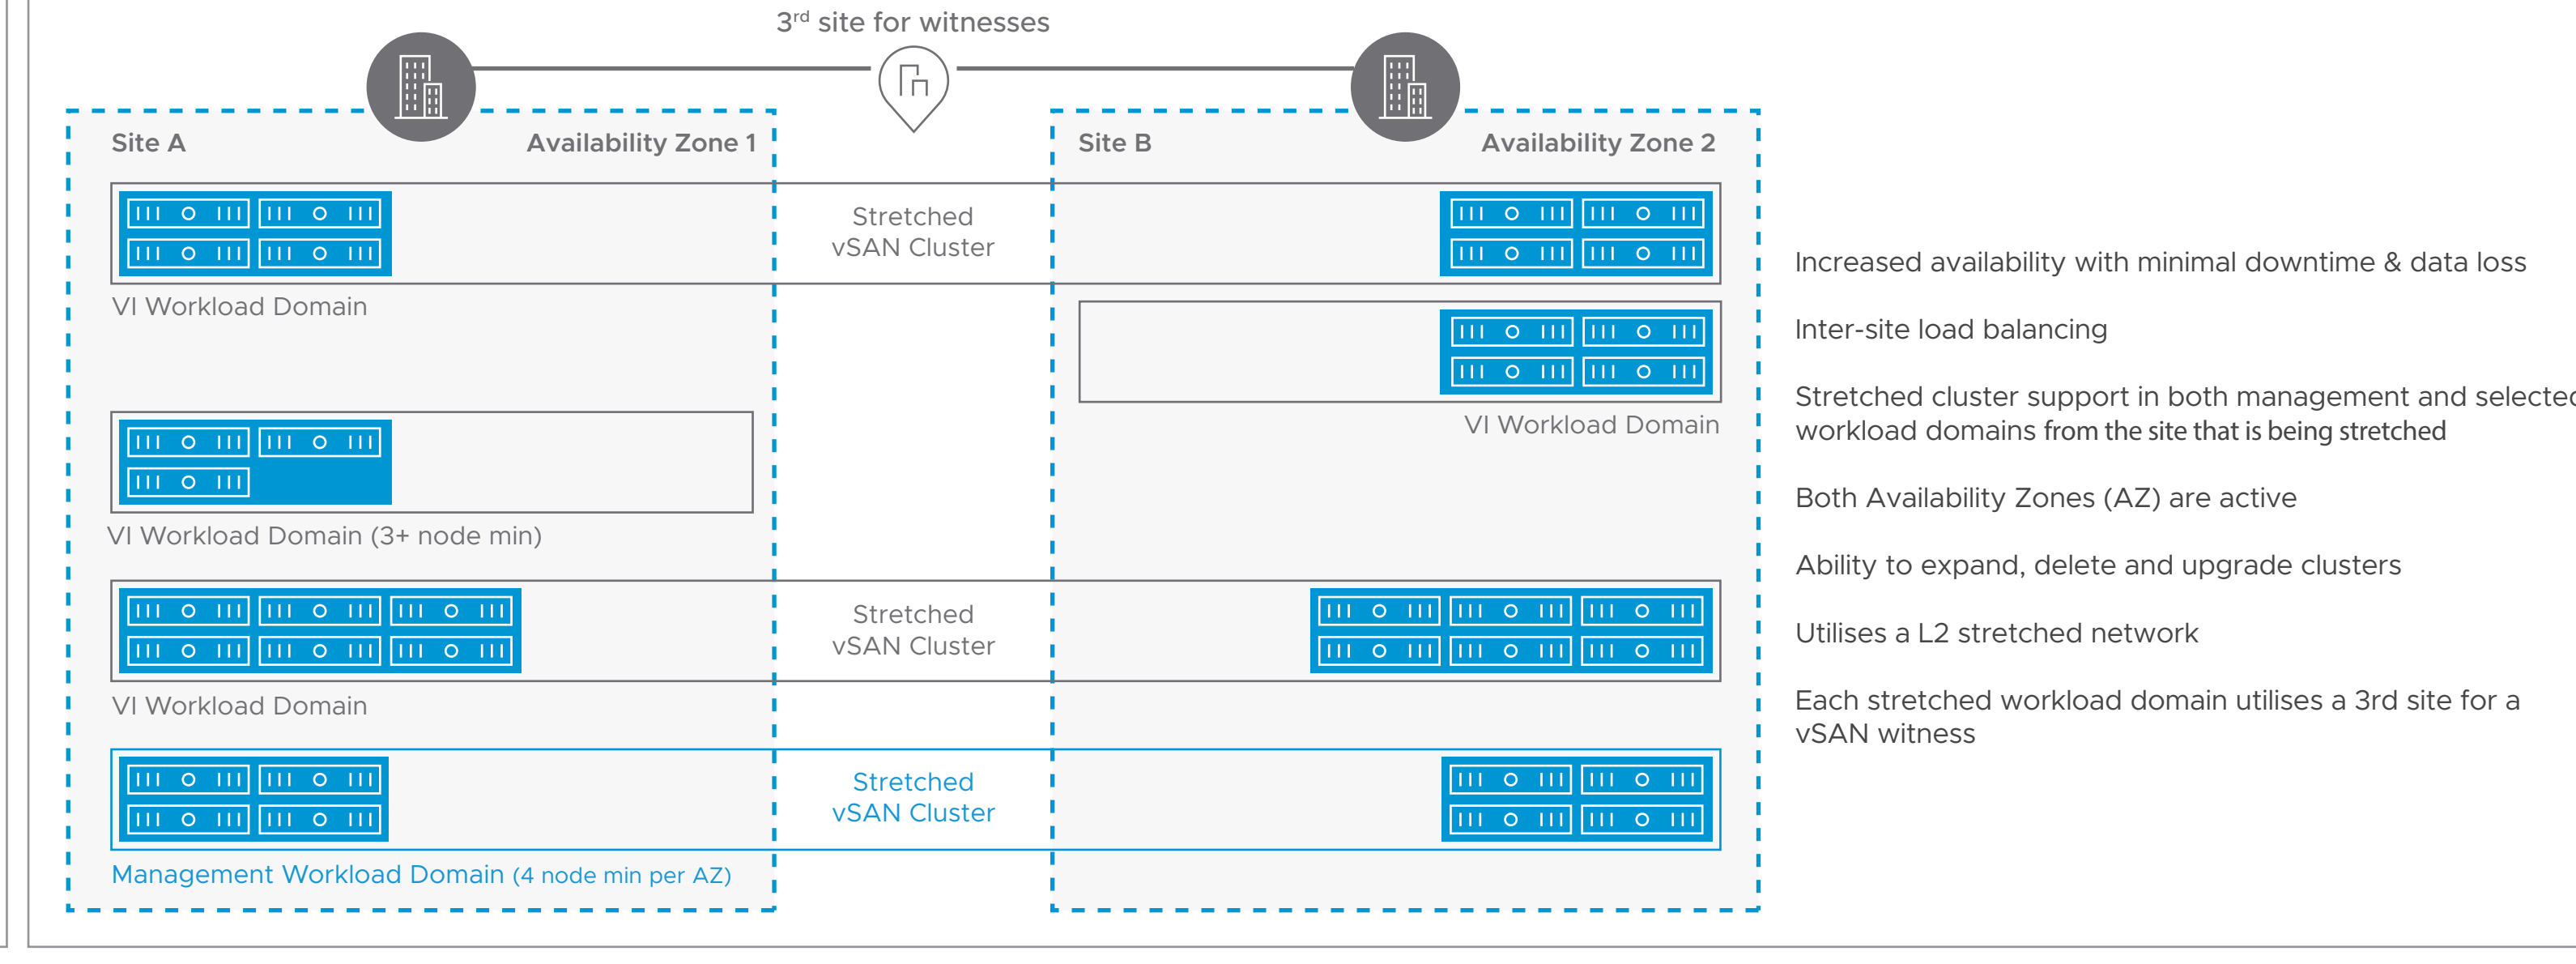 3rd site for witnesses
Site A
Availability Zone 1
Site B
Availability Zone 2
Stretched
vSAN Cluster
VI Workload Domain
VI Workload Domain
VI Workload Domain (3+ node min)
Stretched
vSAN Cluster
VI Workload Domain
Stretched
vSAN Cluster
Management Workload Domain (4 node min per AZ)
Increased availability with minimal downtime & data loss
Inter-site load balancing
Stretched cluster support in both management and selected
workload domains from the site that is being stretched
Both Availability Zones (AZ) are active
Ability to expand, delete and upgrade clusters
Utilises a L2 stretched network
Each stretched workload domain utilises a 3rd site for a
vSAN witness